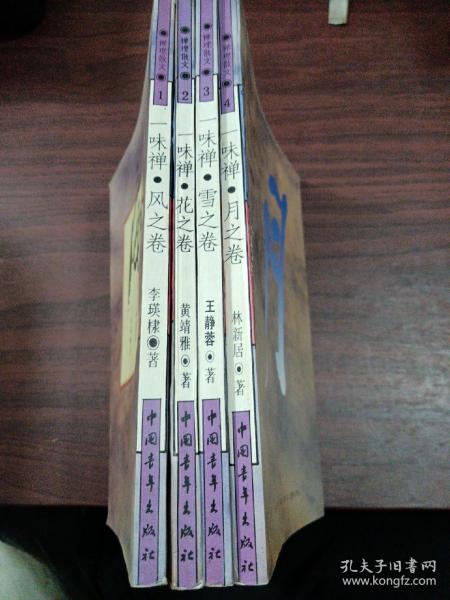 禅理散文
1
一味禅·风之卷
李瑛棣 著
中国青年出版社
禅理散文
2
一味禅·花之卷
黄靖雅 著
中国青年出版社
禅理散文
3
一味禅·雪之卷
王静蓉 著
中国青年出版社
禅理散文
4
一味禅·月之卷
林新居 著
中国青年出版社
月
孔夫子旧书网
www.kongfz.com